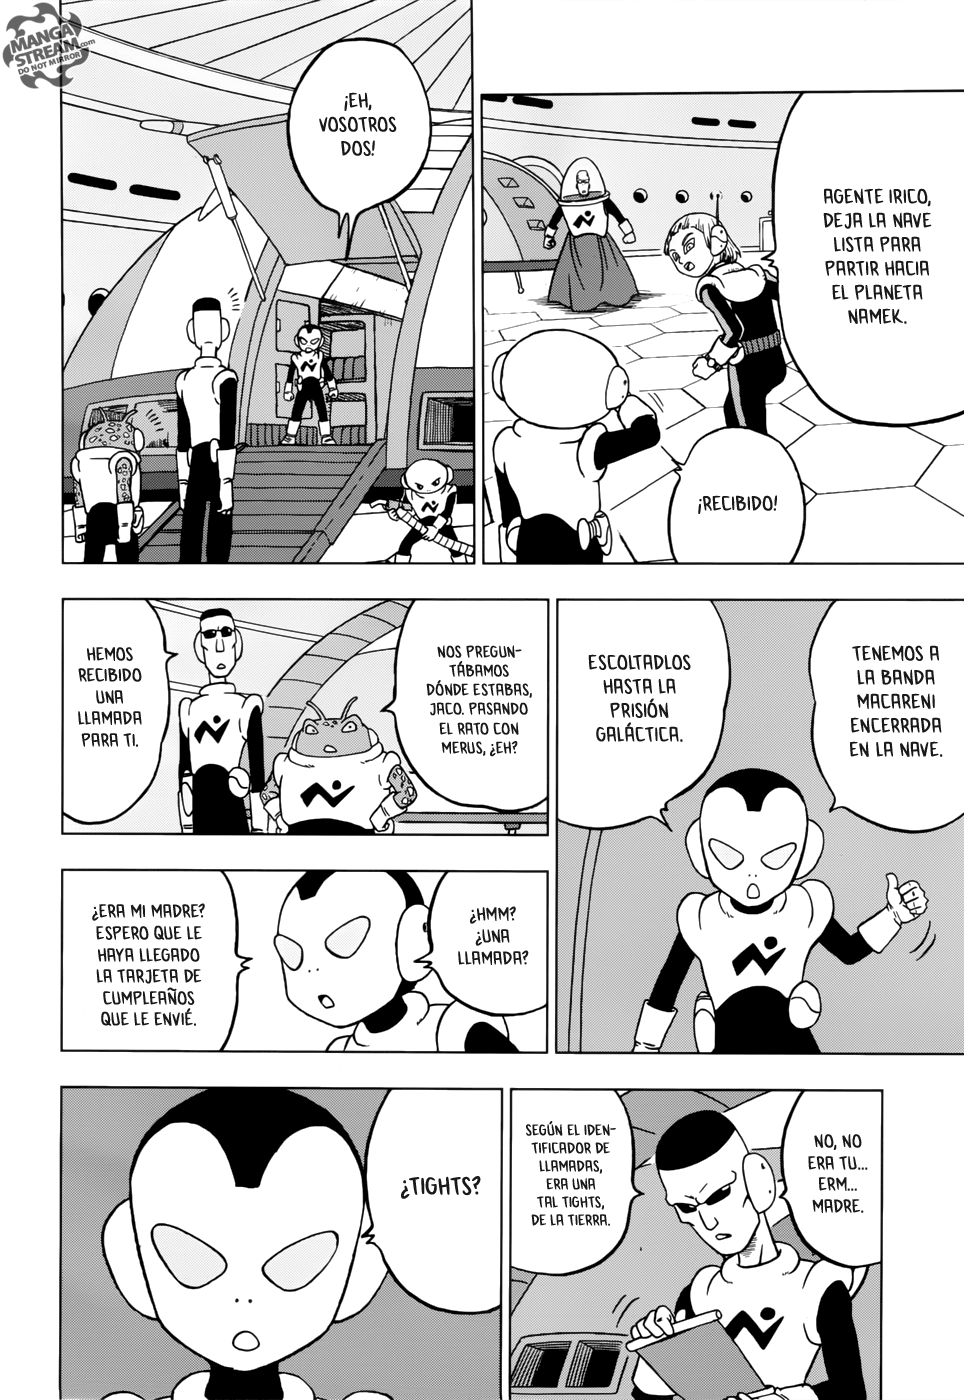 MANGA
STREAM.com
DO NOT MIRROR
AGENTE IRICO,
DEJA LA NAVE
LISTA PARA
PARTIR HACIA
EL PLANETA
NAMEK.
¡RECIBIDO!
¡EH,
VOSOTROS
DOS!
TENEMOS A
LA BANDA
MACARENI
ENCERRADA
EN LA NAVE.
ESCOLTADLOS
HASTA LA
PRISIÓN
GALÁCTICA.
NOS PREGUN-
TÁBAMOS
DÓNDE ESTABAS,
JACO. PASANDO
EL RATO CON
MERUS, ¿EH?
HEMOS
RECIBIDO
UNA
LLAMADA
PARA TI.
¿HMM?
¿UNA
LLAMADA?
¿ERA MI MADRE?
ESPERO QUE LE
HAYA LLEGADO
LA TARJETA DE
CUMPLEAÑOS
QUE LE ENVIÉ.
NO, NO
ERA TU...
ERM...
MADRE.
SEGÚN EL IDEN-
TIFICADOR DE
LLAMADAS,
ERA UNA
TAL TIGHTS,
DE LA TIERRA.
¿TIGHTS?